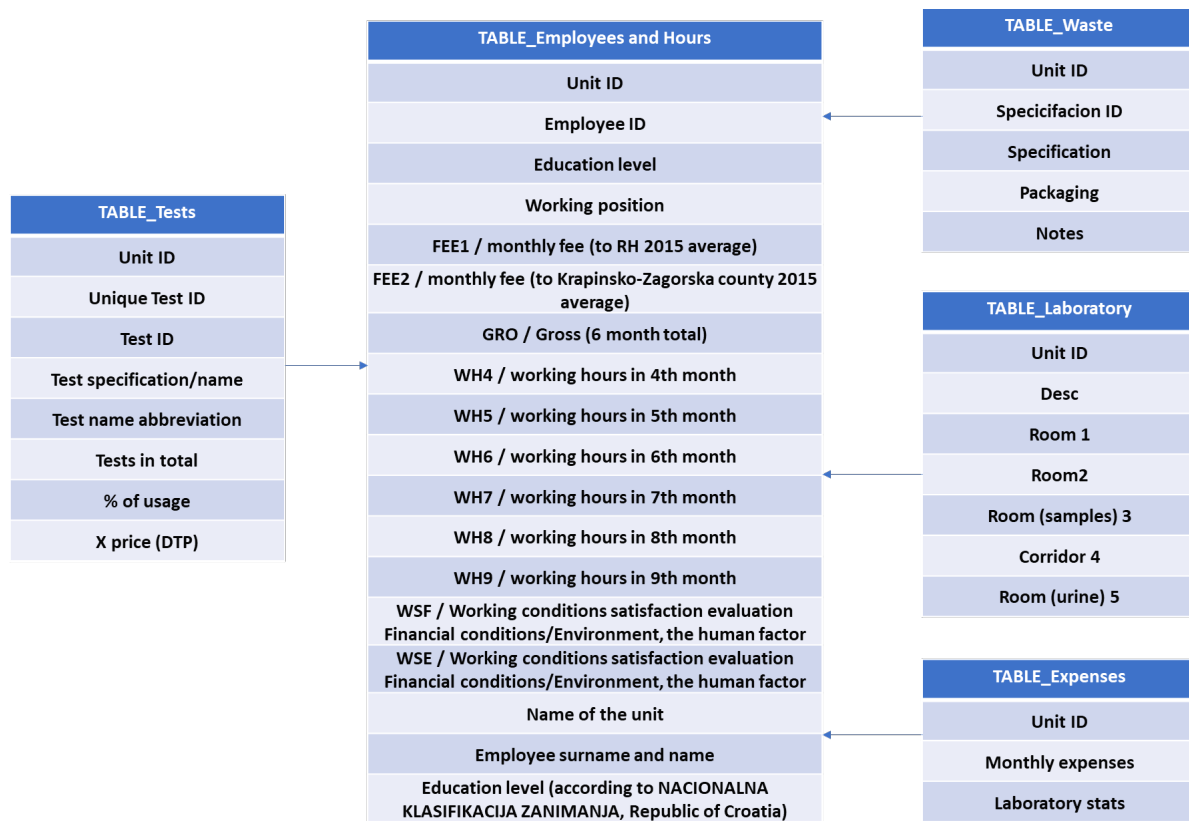 TABLE_Tests
Unit ID
Unique Test ID
Test ID
Test specification/name
Test name abbreviation
Tests in total
% of usage
X price (DTP)
TABLE_Employees and Hours
Unit ID
Employee ID
Education level
Working position
FEE1 / monthly fee (to RH 2015 average)
FEE2 / monthly fee (to Krapinsko-Zagorska county 2015
average)
GRO / Gross (6 month total)
WH4 / working hours in 4th month
WH5 / working hours in 5th month
WH6 / working hours in 6th month
WH7 / working hours in 7th month
WH8 / working hours in 8th month
WH9 / working hours in 9th month
WSF / Working conditions satisfaction evaluation
Financial conditions/Environment, the human factor
WSE / Working conditions satisfaction evaluation
Financial conditions/Environment, the human factor
Name of the unit
Employee surname and name
Education level (according to NACIONALNA
KLASIFIKACIJA ZANIMANJA, Republic of Croatia)
TABLE_Waste
Unit ID
Specicifacion ID
Specification
Packaging
Notes
TABLE_Laboratory
Unit ID
Desc
Room 1
Room2
Room (samples) 3
Corridor 4
Room (urine) 5
TABLE_Expenses
Unit ID
Monthly expenses
Laboratory stats